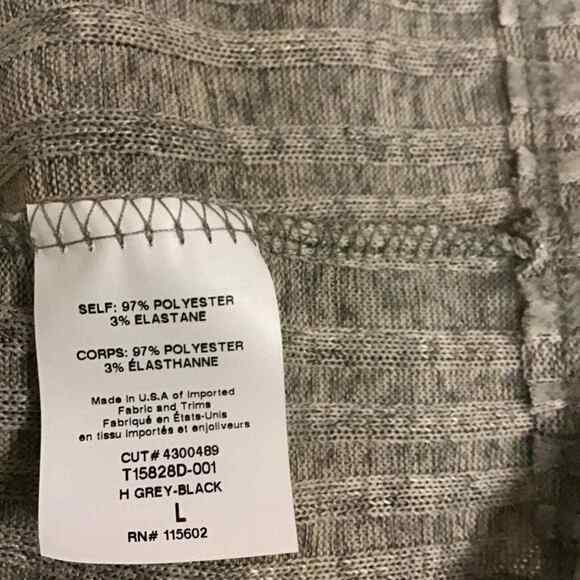 SELF: 97% POLYESTER
3% ELASTANE
CORPS: 97% POLYESTER
3% ÉLASTHANNE
Made in U.S.A of Imported
Fabric and Trims
Fabriqué en États-Unis
en tissu importés et enjoliveurs
CUT# 4300489
T15828D-001
H GREY-BLACK
L
RN# 115602